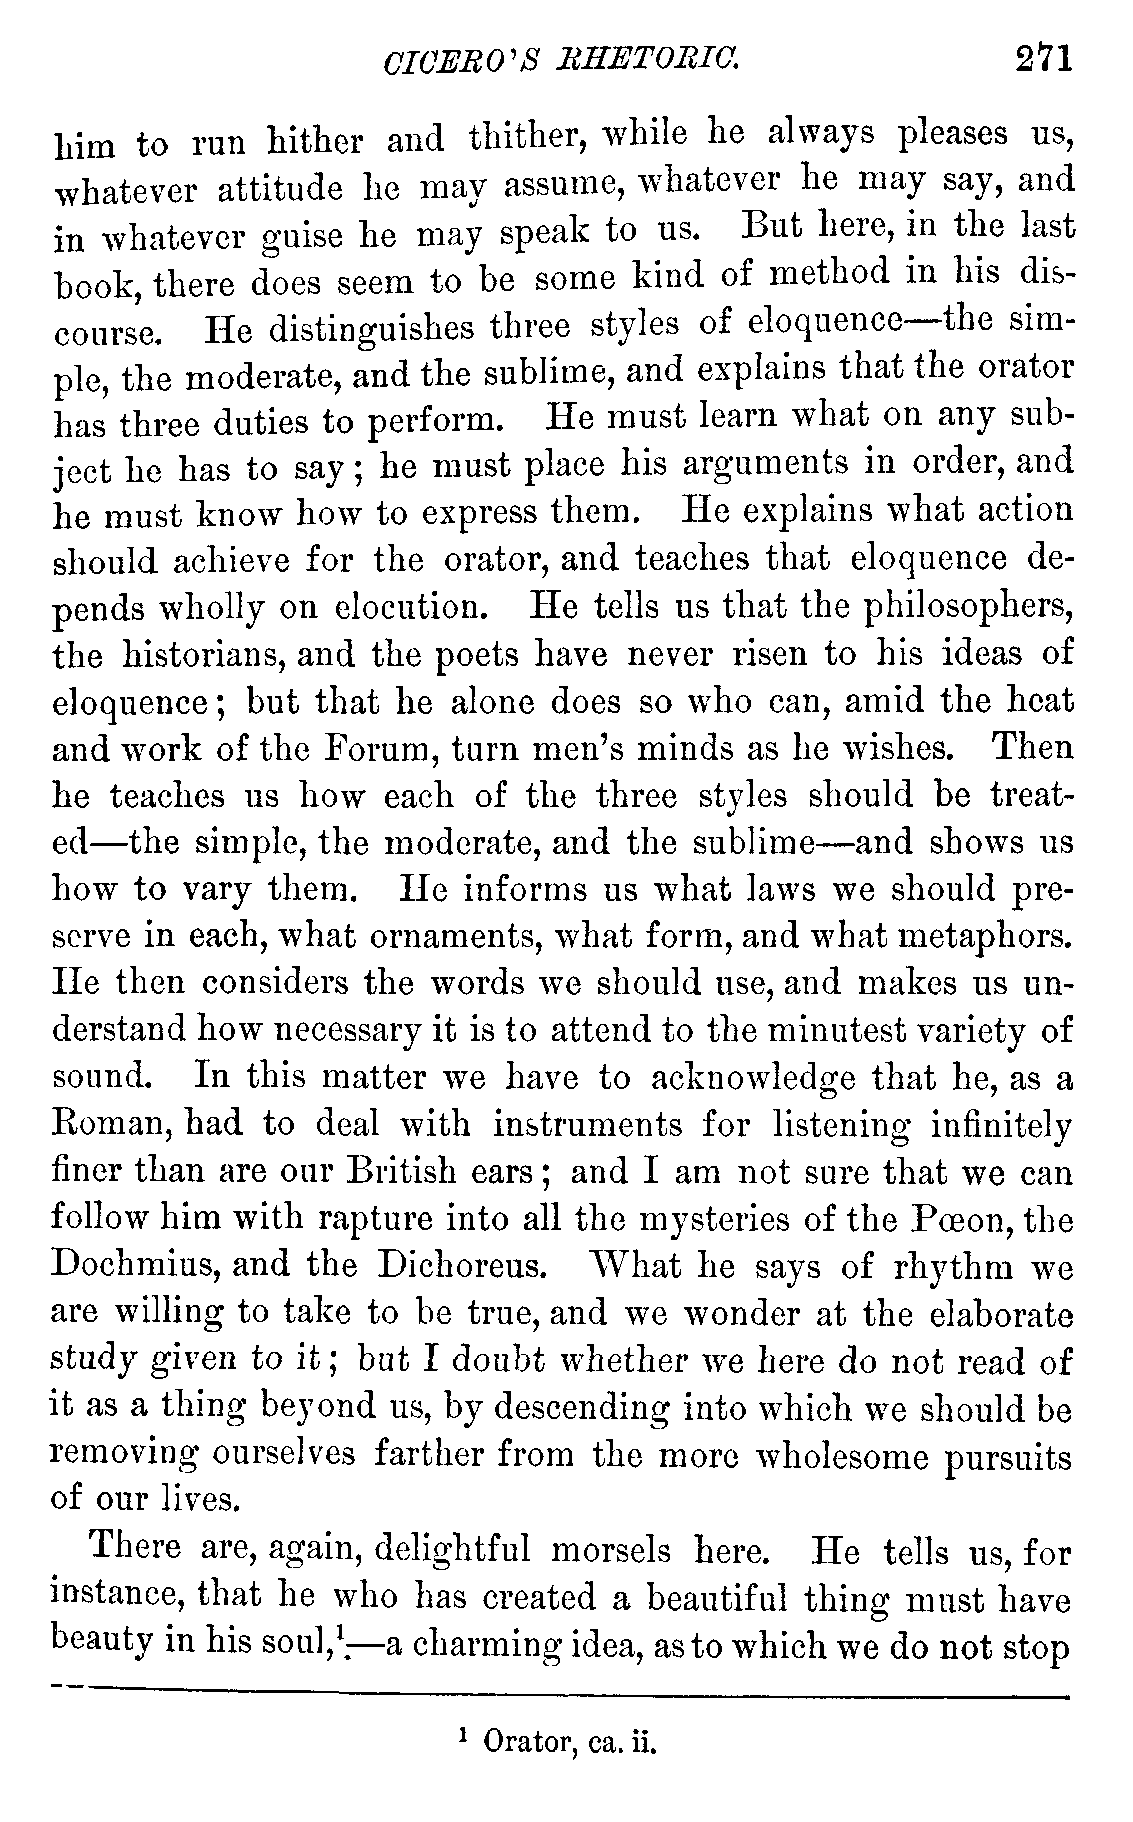 CICERO'S RHETORIC. 271
him to run hither and thither, while he always pleases us,
whatever attitude he may assume, whatever he may say, and
in whatever guise he may speak to us. But here, in the last
book, there does seem to be some kind of method in his dis-
course. He distinguishes three styles of eloquence—the sim-
ple, the moderate, and the sublime, and explains that the orator
has three duties to perform. He must learn what on any sub-
ject he has to say; he must place his arguments in order, and
he must know how to express them. He explains what action
should achieve for the orator, and teaches that eloquence de-
pends wholly on elocution. He tells us that the philosophers,
the historians, and the poets have never risen to his ideas of
eloquence; but that he alone does so who can, amid the heat
and work of the Forum, turn men's minds as he wishes. Then
he teaches us how each of the three styles should be treat-
ed—the simple, the moderate, and the sublime—and shows us
how to vary them. He informs us what laws we should pre-
serve in each, what ornaments, what form, and what metaphors.
He then considers the words we should use, and makes us un-
derstand how necessary it is to attend to the minutest variety of
sound. In this matter we have to acknowledge that he, as a
Roman, had to deal with instruments for listening infinitely
finer than are our British ears; and I am not sure that we can
follow him with rapture into all the mysteries of the Pœon, the
Dochmius, and the Dichoreus. What he says of rhythm we
are willing to take to be true, and we wonder at the elaborate
study given to it; but I doubt whether we here do not read of
it as a thing beyond us, by descending into which we should be
removing ourselves farther from the more wholesome pursuits
of our lives.
There are, again, delightful morsels here. He tells us, for
instance, that he who has created a beautiful thing must have
beauty in his soul,¹—a charming idea, as to which we do not stop
¹ Orator, ca. ii.